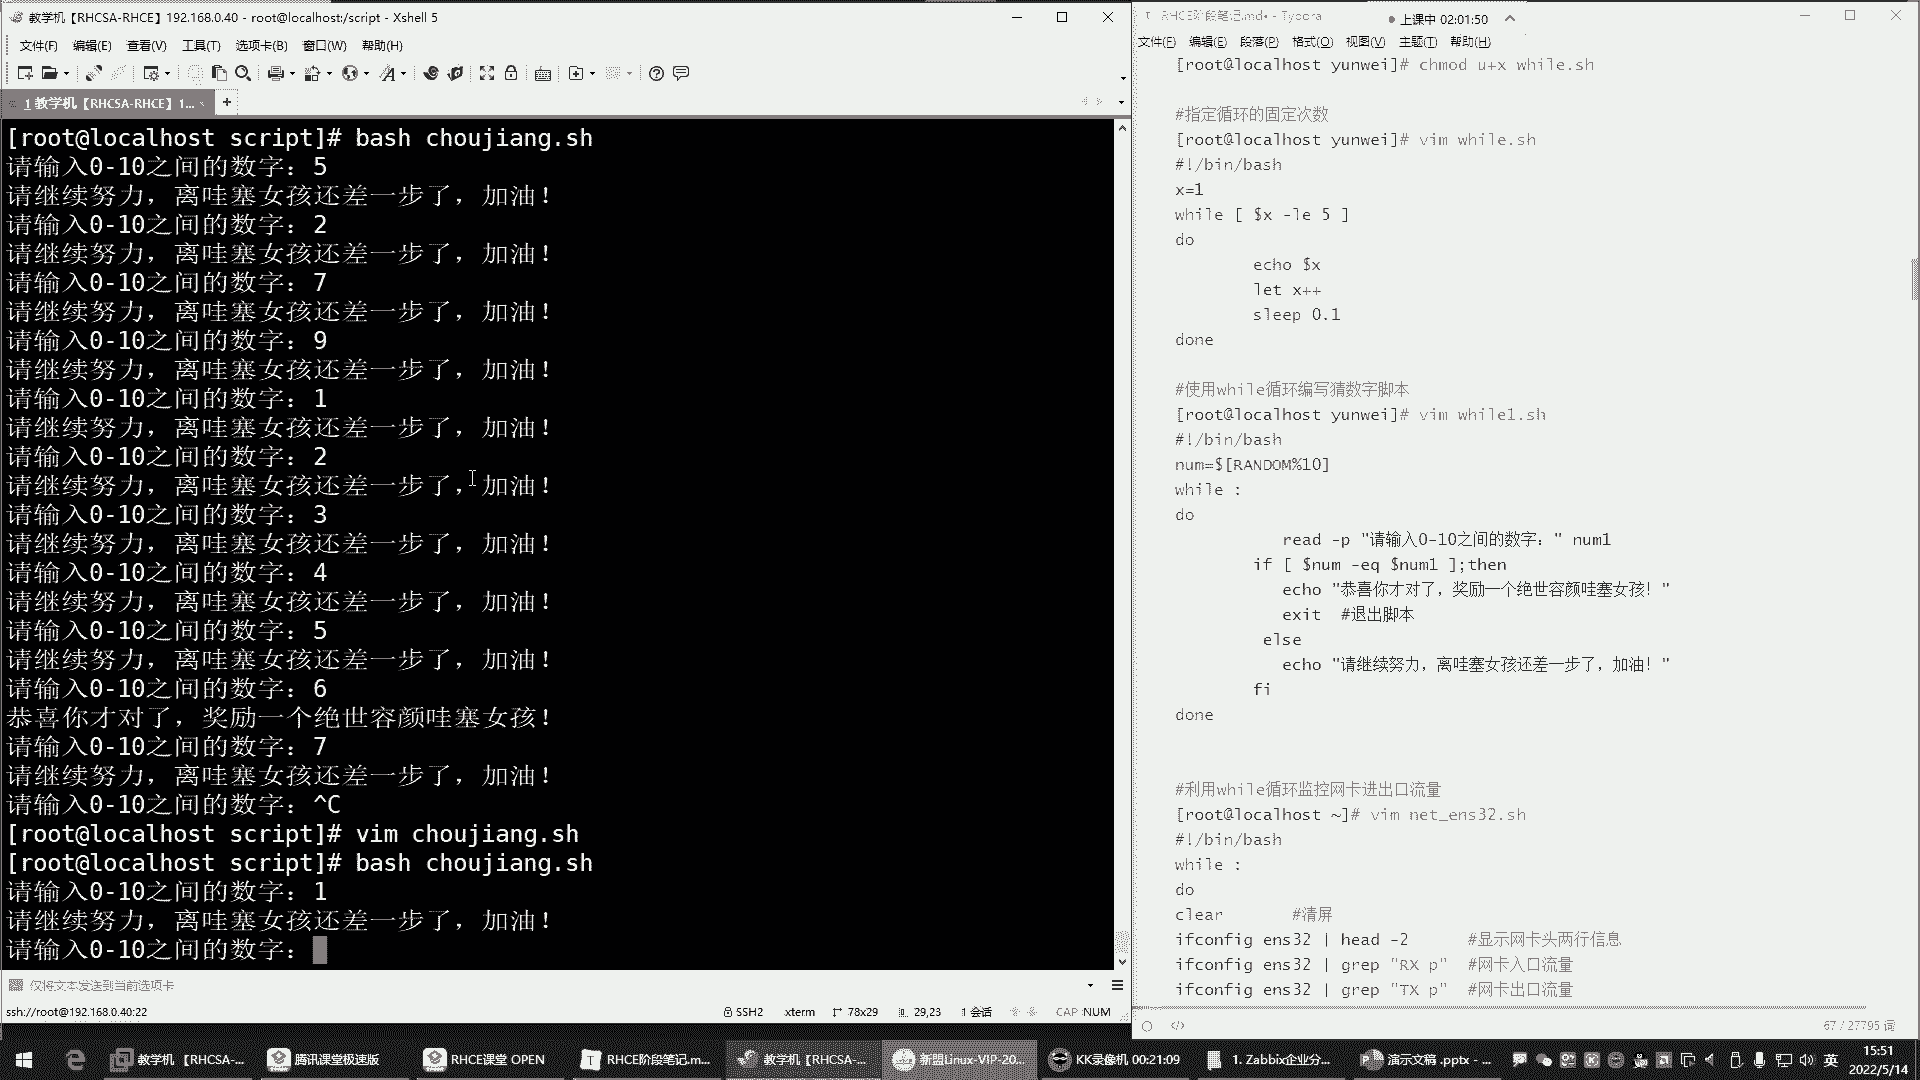 教学机【RHCSA-RHCE】192.168.0.40 - root@localhost:/script - Xshell 5
文件(F) 编辑(E) 查看(V) 工具(T) 选项卡(B) 窗口(W) 帮助(H)
1 教学机【RHCSA-RHCE】1...
[root@localhost script]# bash choujiang.sh
请输入0-10之间的数字: 5
请继续努力，离哇塞女孩还差一步了，加油！
请输入0-10之间的数字: 2
请继续努力，离哇塞女孩还差一步了，加油！
请输入0-10之间的数字: 7
请继续努力，离哇塞女孩还差一步了，加油！
请输入0-10之间的数字: 9
请继续努力，离哇塞女孩还差一步了，加油！
请输入0-10之间的数字: 1
请继续努力，离哇塞女孩还差一步了，加油！
请输入0-10之间的数字: 2
请继续努力，离哇塞女孩还差一步了，加油！
请输入0-10之间的数字: 3
请继续努力，离哇塞女孩还差一步了，加油！
请输入0-10之间的数字: 4
请继续努力，离哇塞女孩还差一步了，加油！
请输入0-10之间的数字: 5
请继续努力，离哇塞女孩还差一步了，加油！
请输入0-10之间的数字: 6
恭喜你才对了，奖励一个绝世容颜哇塞女孩！
请输入0-10之间的数字: 7
请继续努力，离哇塞女孩还差一步了，加油！
请输入0-10之间的数字: ^C
[root@localhost script]# vim choujiang.sh
[root@localhost script]# bash choujiang.sh
请输入0-10之间的数字: 1
请继续努力，离哇塞女孩还差一步了，加油！
请输入0-10之间的数字:
仅将文本发送到当前选项卡
ssh://root@192.168.0.40:22 SSH2 xterm 78x29 29,23 1 会话 CAP NUM
RHCE阶段笔记.md• - Typora
上课中 02:01:50
文件(F) 编辑(E) 段落(P) 格式(O) 视图(V) 主题(T) 帮助(H)
[root@localhost yunwei]# chmod u+x while.sh
#指定循环的固定次数
[root@localhost yunwei]# vim while.sh
#!/bin/bash
x=1
while [ $x -le 5 ]
do
echo $x
let x++
sleep 0.1
done
#使用while循环编写猜数字脚本
[root@localhost yunwei]# vim while1.sh
#!/bin/bash
num=$[RANDOM%10]
while :
do
read -p "请输入0-10之间的数字：" num1
if [ $num -eq $num1 ];then
echo "恭喜你才对了，奖励一个绝世容颜哇塞女孩！"
exit #退出脚本
else
echo "请继续努力，离哇塞女孩还差一步了，加油！"
fi
done
#利用while循环监控网卡进出口流量
[root@localhost ~]# vim net_ens32.sh
#!/bin/bash
while :
do
clear #清屏
ifconfig ens32 | head -2 #显示网卡头两行信息
ifconfig ens32 | grep "RX p" #网卡入口流量
ifconfig ens32 | grep "TX p" #网卡出口流量
67 / 27795 词
教学机【RHCSA-... 腾讯课堂极速版 RHCE课堂 OPEN RHCE阶段笔记.m... 教学机【RHCSA-... 新盟Linux-VIP-20... KK录像机 00:21:09 1. Zabbix企业分... 演示文稿.pptx - ... 英
15:51
2022/5/14